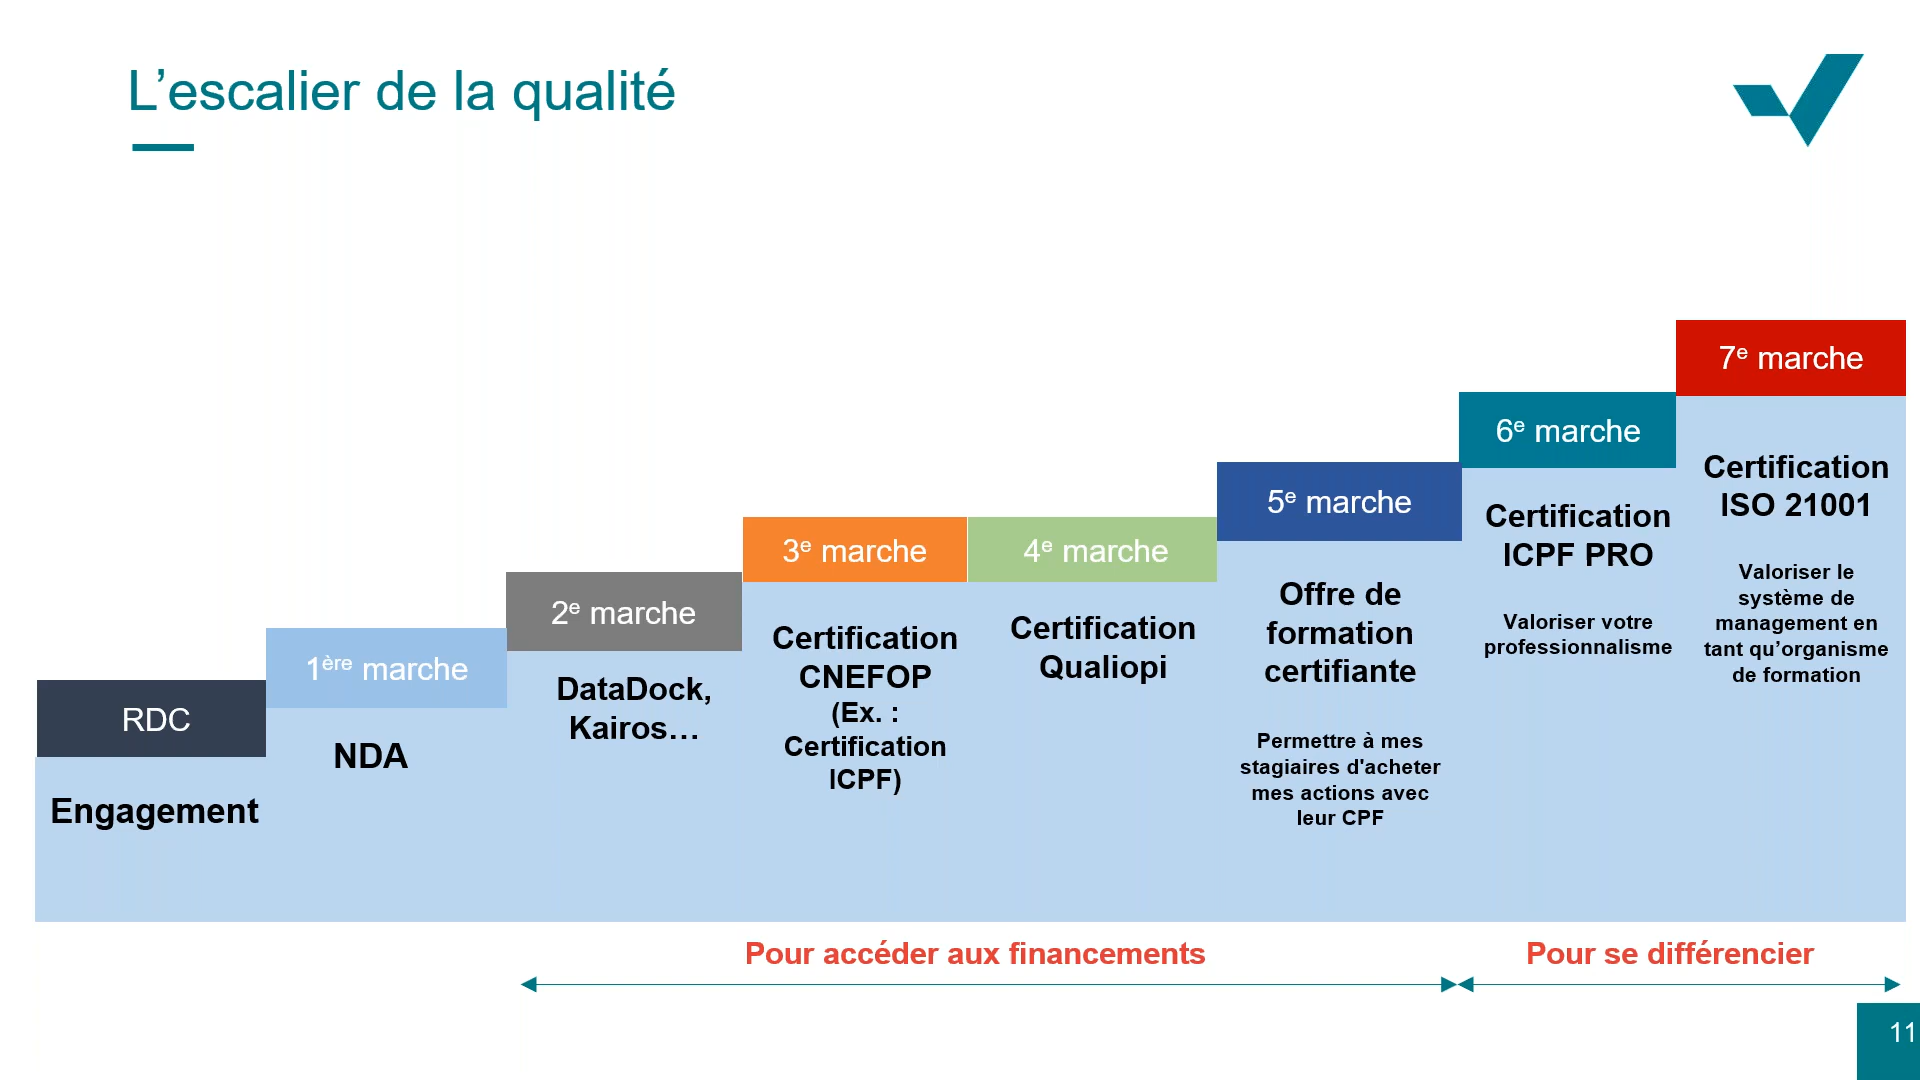 L’escalier de la qualité
RDC
Engagement
1ère marche
NDA
2e marche
DataDock,
Kairos…
3e marche
Certification
CNEFOP
(Ex. :
Certification
ICPF)
4e marche
Certification
Qualiopi
5e marche
Offre de
formation
certifiante
Permettre à mes
stagiaires d'acheter
mes actions avec
leur CPF
6e marche
Certification
ICPF PRO
Valoriser votre
professionnalisme
7e marche
Certification
ISO 21001
Valoriser le
système de
management en
tant qu’organisme
de formation
Pour accéder aux financements
Pour se différencier
11